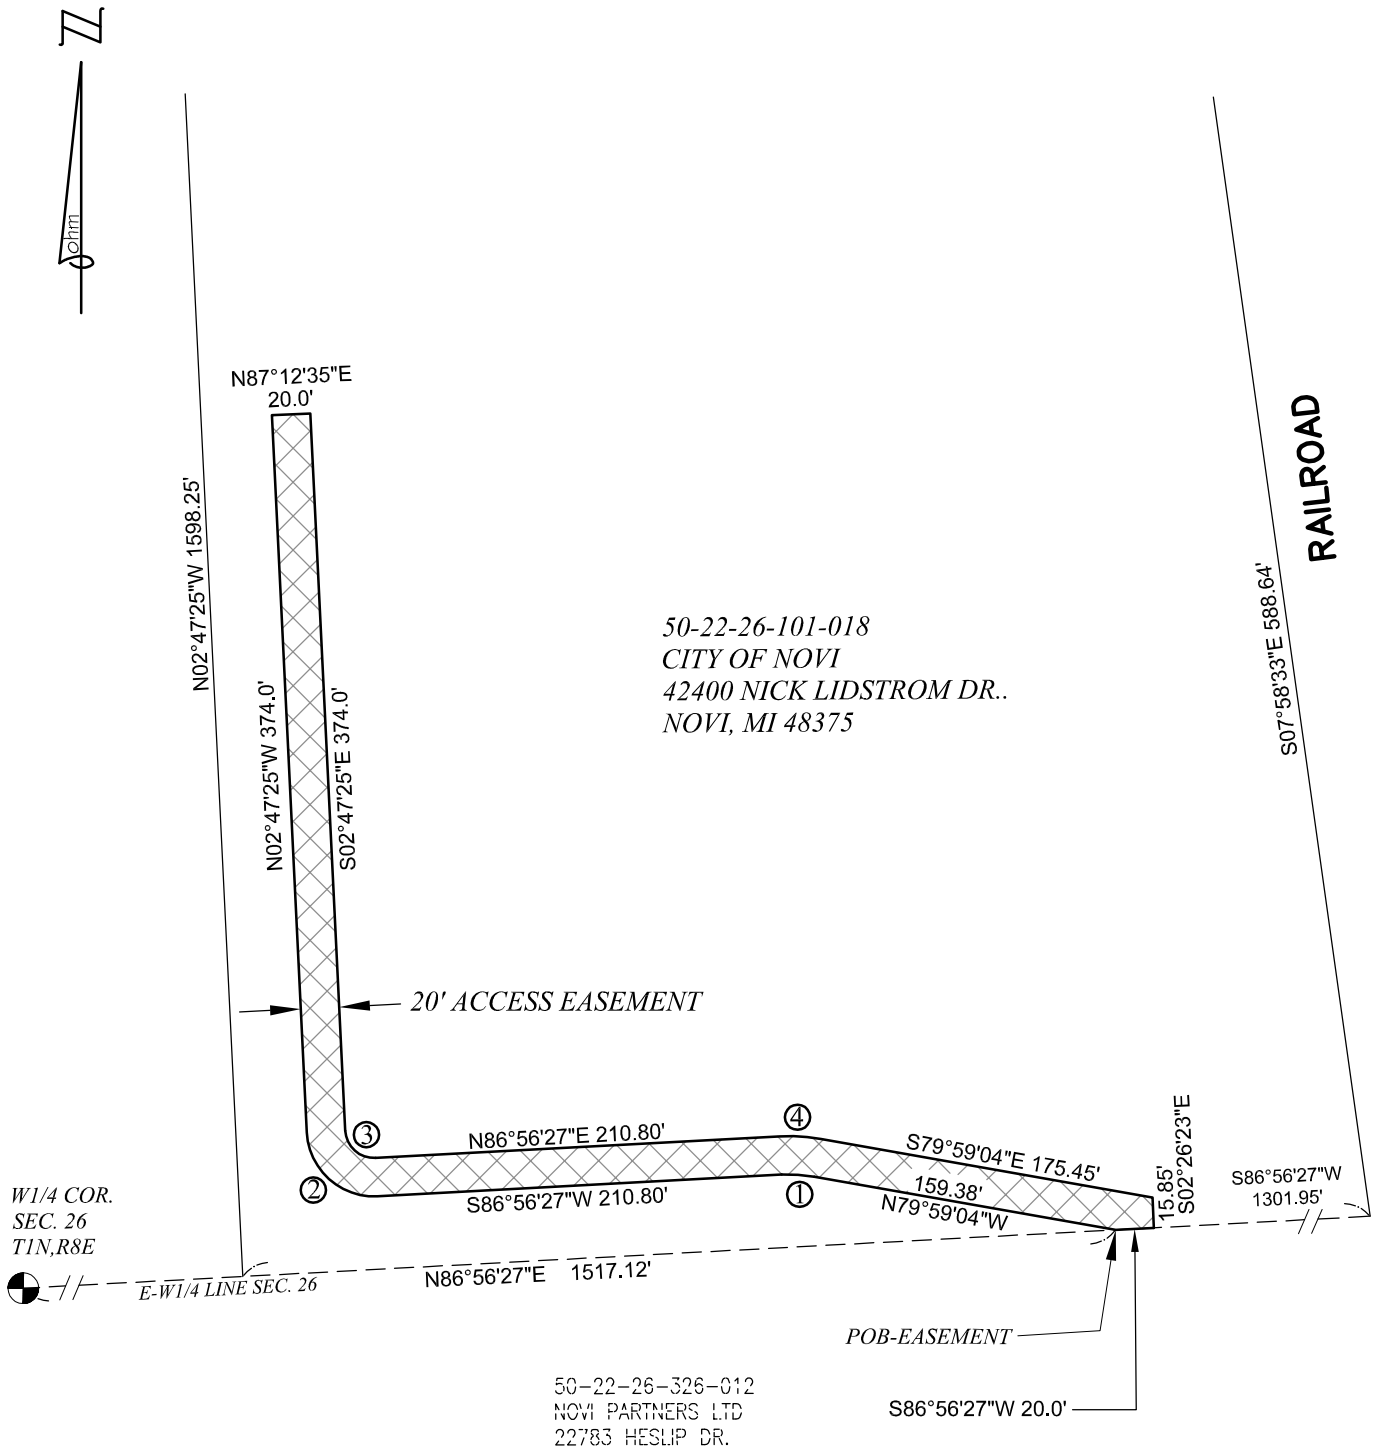 N
ohm
N87°12'35"E
20.0'
N02°47'25"W 1598.25'
RAILROAD
S07°58'33"E 588.64'
50-22-26-101-018
CITY OF NOVI
42400 NICK LIDSTROM DR..
NOVI, MI 48375
N02°47'25"W 374.0'
S02°47'25"E 374.0'
20' ACCESS EASEMENT
3
N86°56'27"E 210.80'
4
S79°59'04"E 175.45'
15.85'
S02°26'23"E
S86°56'27"W
1301.95'
2
S86°56'27"W 210.80'
1
159.38'
N79°59'04"W
W1/4 COR.
SEC. 26
T1N,R8E
E-W1/4 LINE SEC. 26
N86°56'27"E 1517.12'
POB-EASEMENT
S86°56'27"W 20.0'
50-22-26-326-012
NOVI PARTNERS LTD
22783 HESLIP DR.